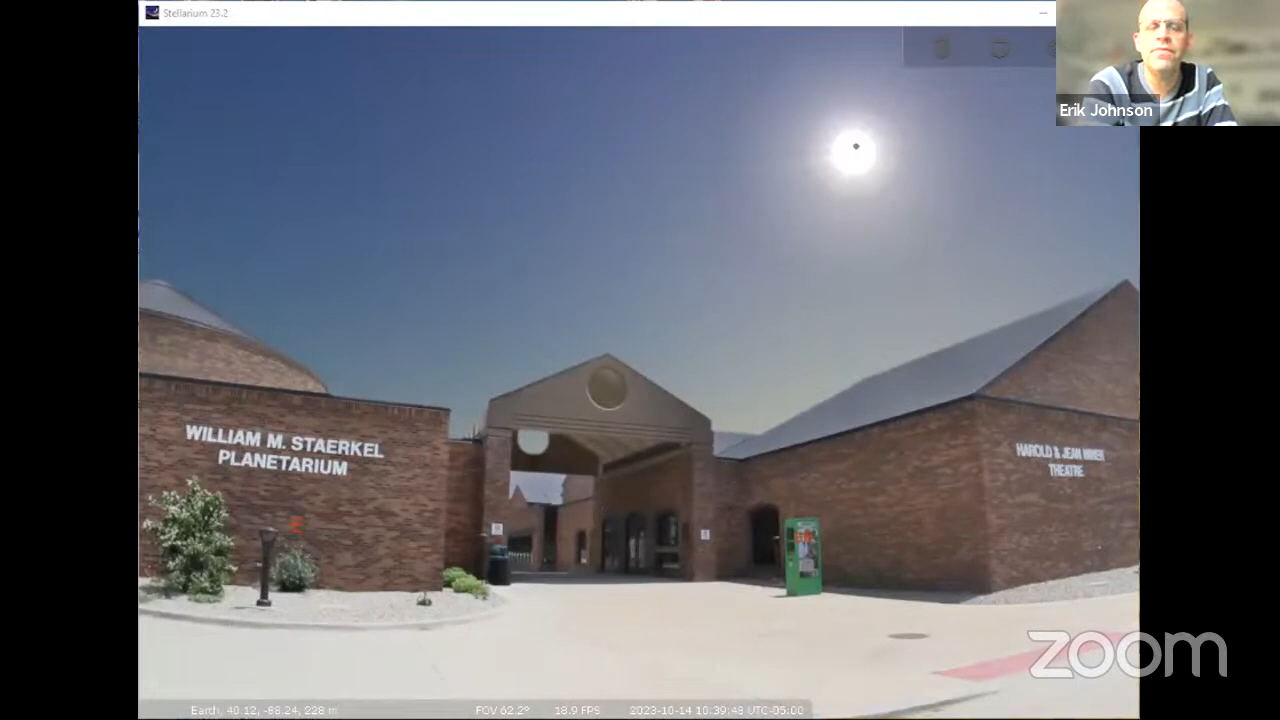 Stellarium 23.2
Erik Johnson
WILLIAM M. STAERKEL
PLANETARIUM
HAROLD & JEAN MINER
THEATRE
E
zoom
Earth, 40.12, -88.24, 228 m
FOV 62.2°
18.9 FPS
2023-10-14 10:39:48 UTC-05:00